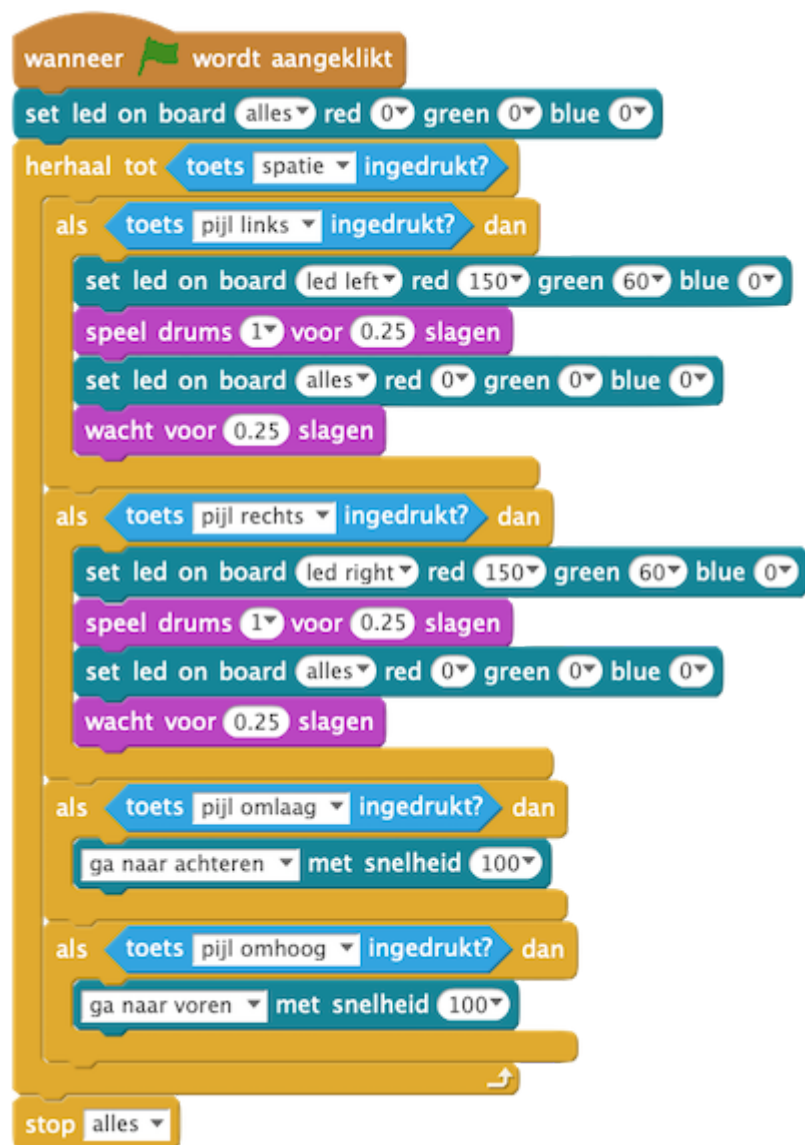 wanneer wordt aangeklikt
set led on board alles red 0 green 0 blue 0
herhaal tot toets spatie ingedrukt?
als toets pijl links ingedrukt? dan
set led on board led left red 150 green 60 blue 0
speel drums 1 voor 0.25 slagen
set led on board alles red 0 green 0 blue 0
wacht voor 0.25 slagen
als toets pijl rechts ingedrukt? dan
set led on board led right red 150 green 60 blue 0
speel drums 1 voor 0.25 slagen
set led on board alles red 0 green 0 blue 0
wacht voor 0.25 slagen
als toets pijl omlaag ingedrukt? dan
ga naar achteren met snelheid 100
als toets pijl omhoog ingedrukt? dan
ga naar voren met snelheid 100
stop alles